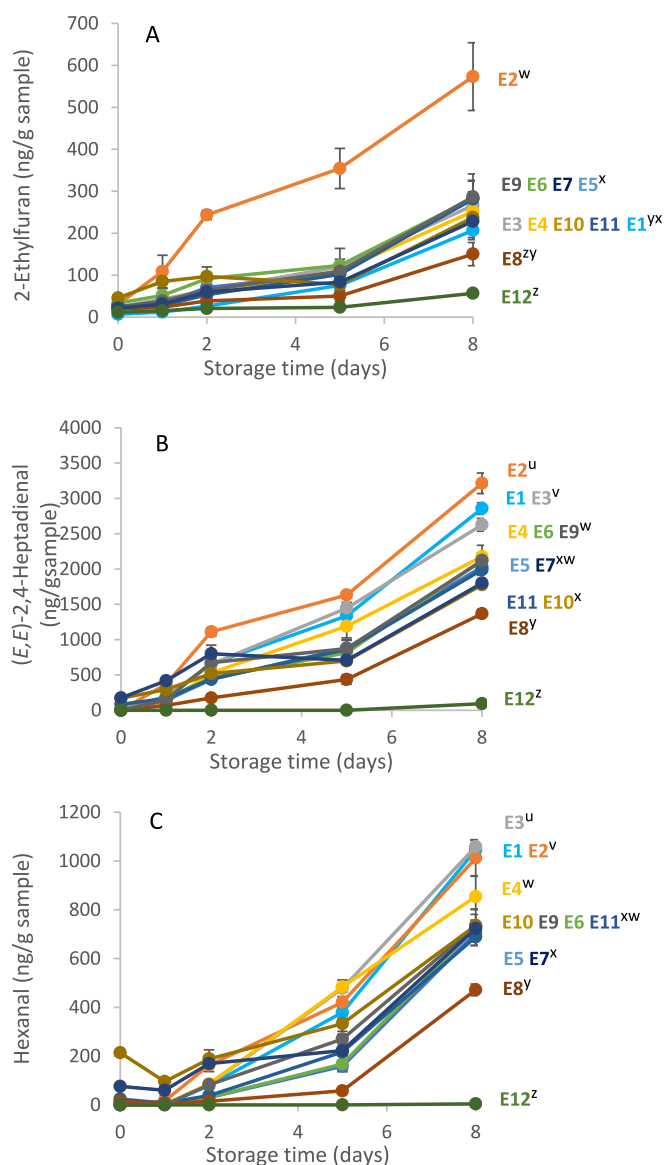 A
2-Ethylfuran (ng/g sample)
700
600
500
400
300
200
100
0
0 2 4 6 8
Storage time (days)
E2w
E9 E6 E7 E5x
E3 E4 E10 E11 E1yx
E8zy
E12z
B
(E,E)-2,4-Heptadienal
(ng/gsample)
4000
3500
3000
2500
2000
1500
1000
500
0
0 2 4 6 8
Storage time (days)
E2u
E1 E3v
E4 E6 E9w
E5 E7xw
E11 E10x
E8y
E12z
C
Hexanal (ng/g sample)
1200
1000
800
600
400
200
0
0 2 4 6 8
Storage time (days)
E3u
E1 E2v
E4w
E10 E9 E6 E11xw
E5 E7x
E8y
E12z